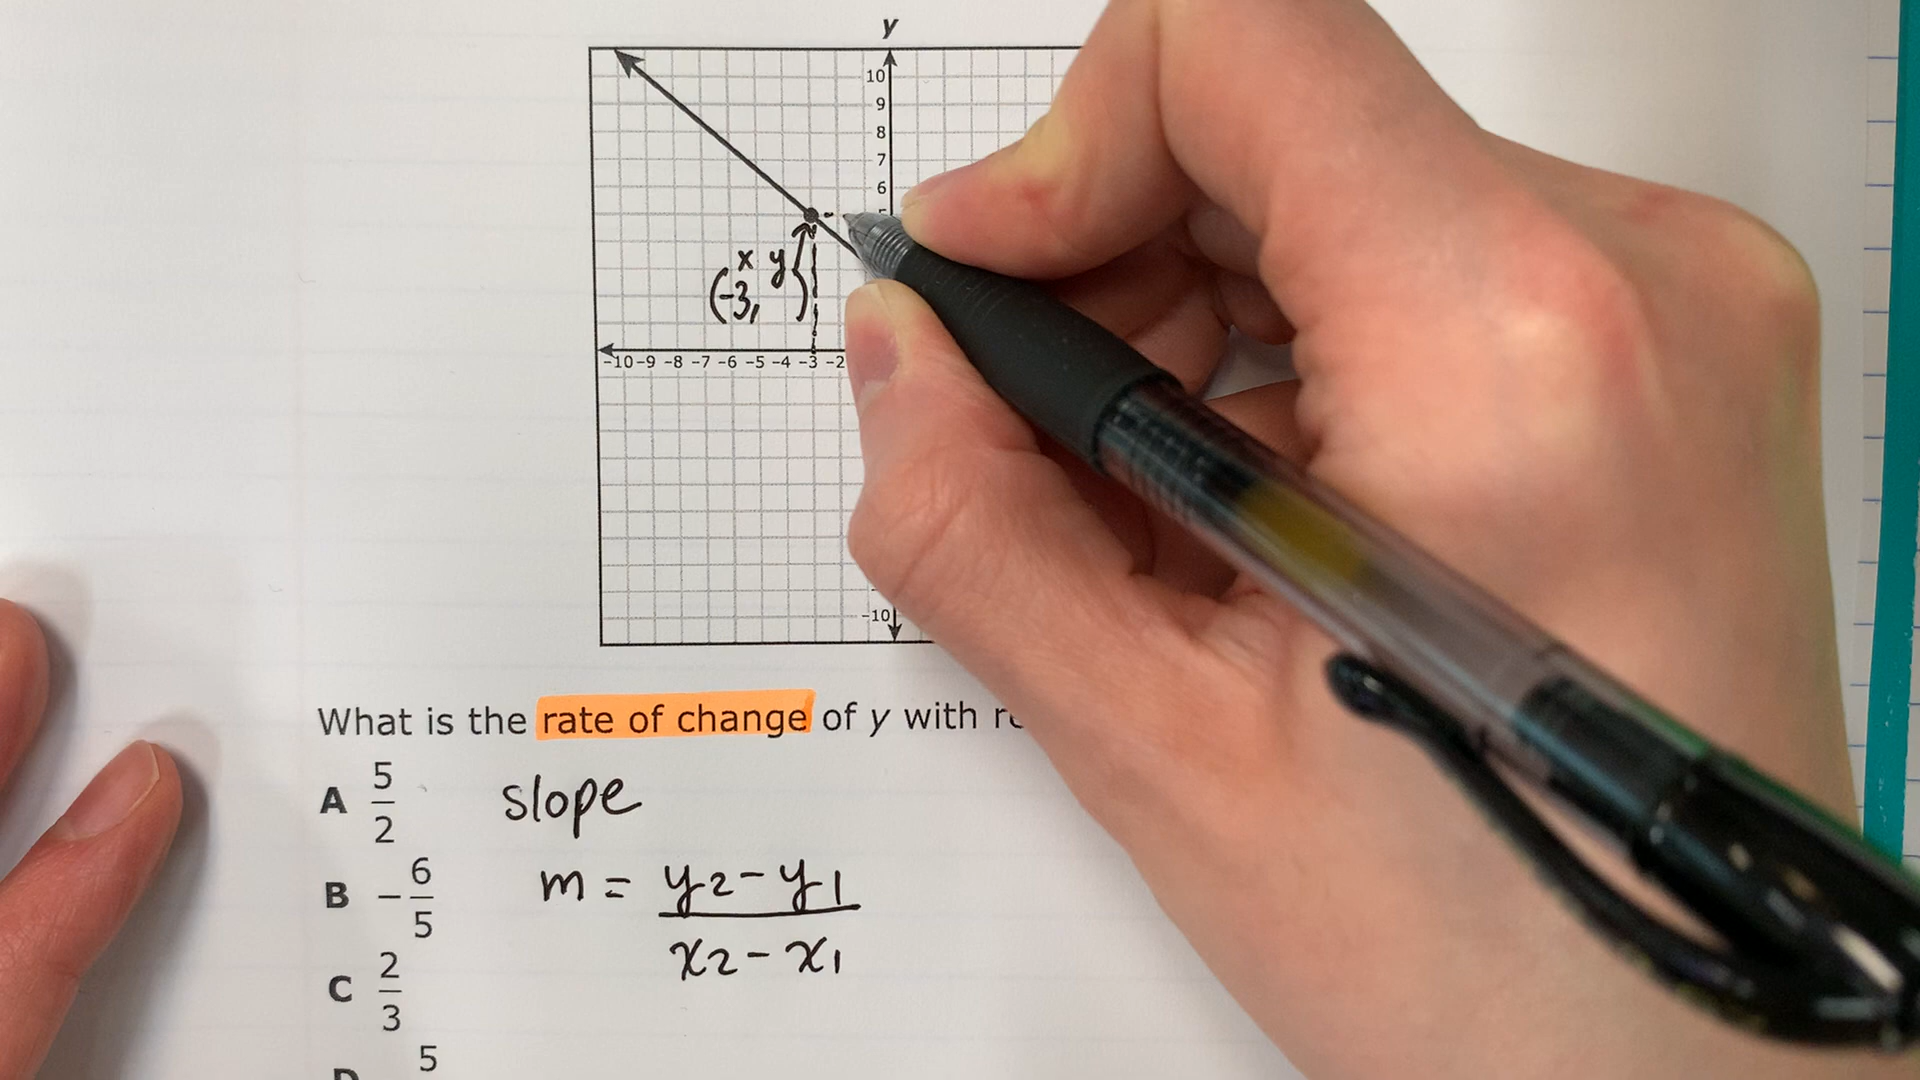 y
10
9
8
7
6
x y
(-3, )
-10 -9 -8 -7 -6 -5 -4 -3 -2
-10
What is the rate of change of y with
A 5/2
slope
B -6/5
m = y2-y1
x2-x1
C 2/3
D 5